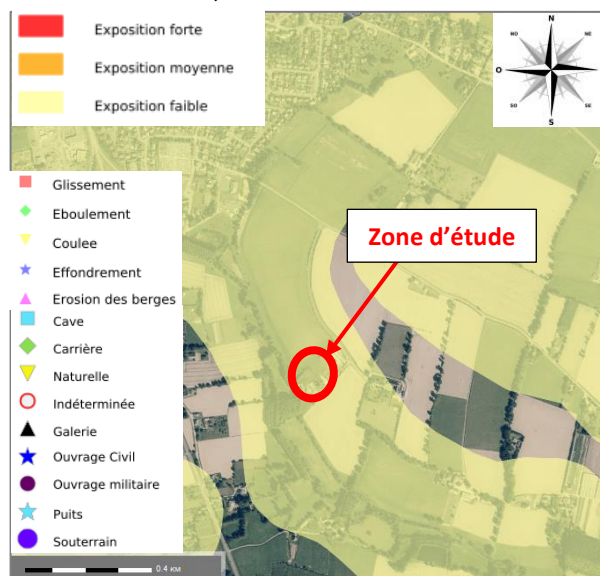 Exposition forte
Exposition moyenne
Exposition faible
N
NO
NE
O
E
SO
SE
S
Glissement
Eboulement
Coulee
Effondrement
Erosion des berges
Cave
Carrière
Naturelle
Indéterminée
Galerie
Ouvrage Civil
Ouvrage militaire
Puits
Souterrain
Zone d'étude
0.4 км